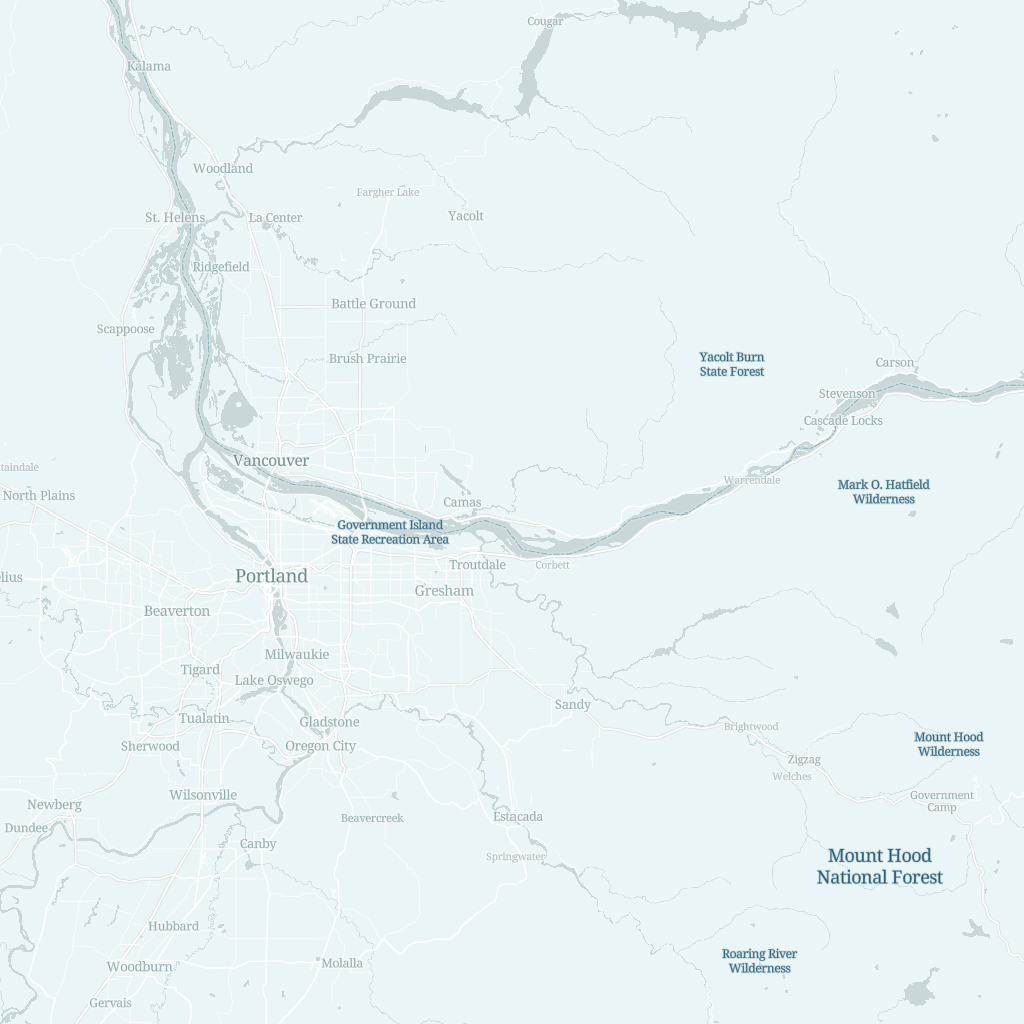 Cougar
Kalama
Woodland
Fargher Lake
St. Helens
La Center
Yacolt
Ridgefield
Battle Ground
Scappoose
Brush Prairie
Yacolt Burn
State Forest
Carson
Stevenson
Cascade Locks
Vancouver
taindale
North Plains
Camas
Warrendale
Mark O. Hatfield
Wilderness
Government Island
State Recreation Area
Troutdale
Corbett
Portland
elius
Gresham
Beaverton
Milwaukie
Tigard
Lake Oswego
Sandy
Tualatin
Gladstone
Brightwood
Sherwood
Oregon City
Mount Hood
Wilderness
Zigzag
Welches
Wilsonville
Government
Camp
Newberg
Dundee
Beavercreek
Estacada
Canby
Springwater
Mount Hood
National Forest
Hubbard
Woodburn
Molalla
Roaring River
Wilderness
Gervais